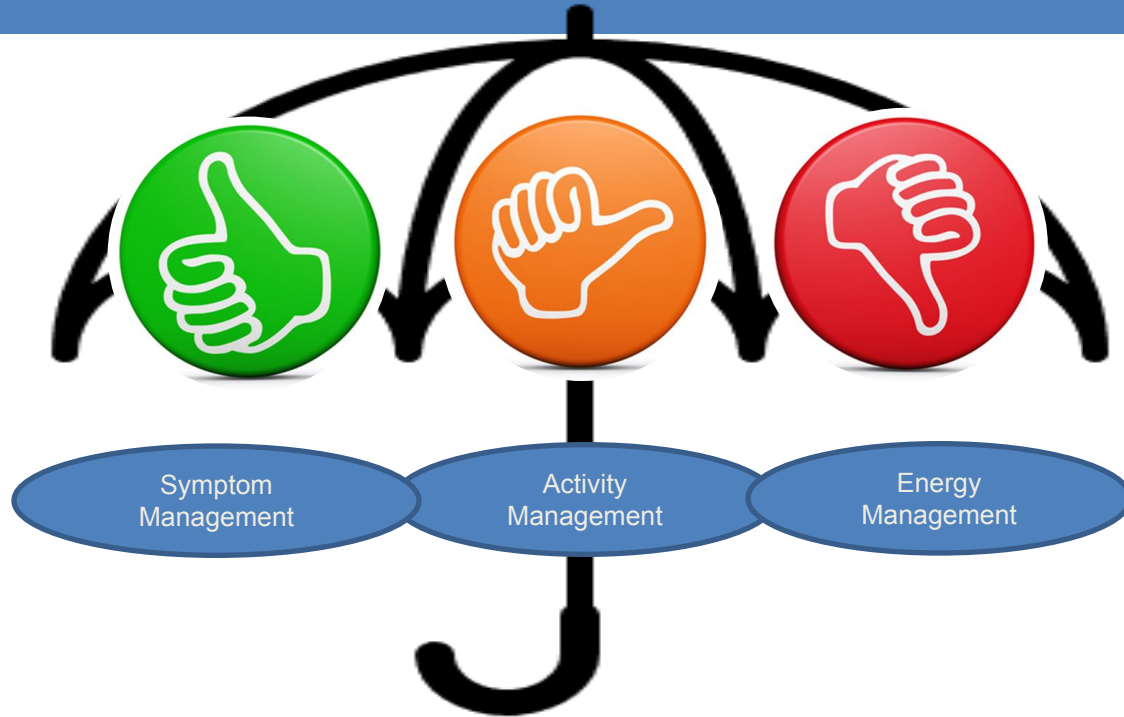 Symptom
Management
Activity
Management
Energy
Management